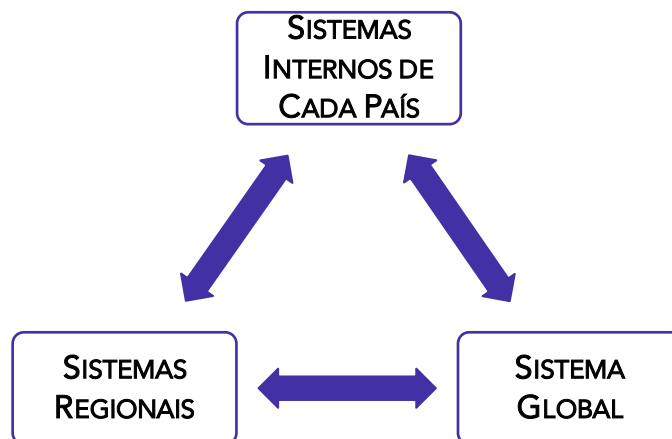 SISTEMAS
INTERNOS DE
CADA PAÍS
SISTEMAS
REGIONAIS
SISTEMA
GLOBAL